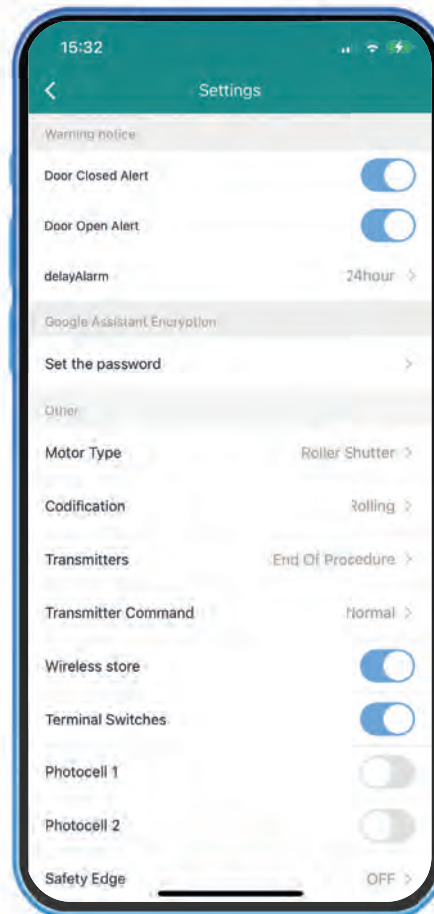 15:32
Settings
Warning notice
Door Closed Alert
Door Open Alert
delayAlarm 24hour >
Google Assistant Encryption
Set the password >
Other
Motor Type Roller Shutter >
Codification Rolling >
Transmitters End Of Procedure >
Transmitter Command Normal >
Wireless store
Terminal Switches
Photocell 1
Photocell 2
Safety Edge OFF >